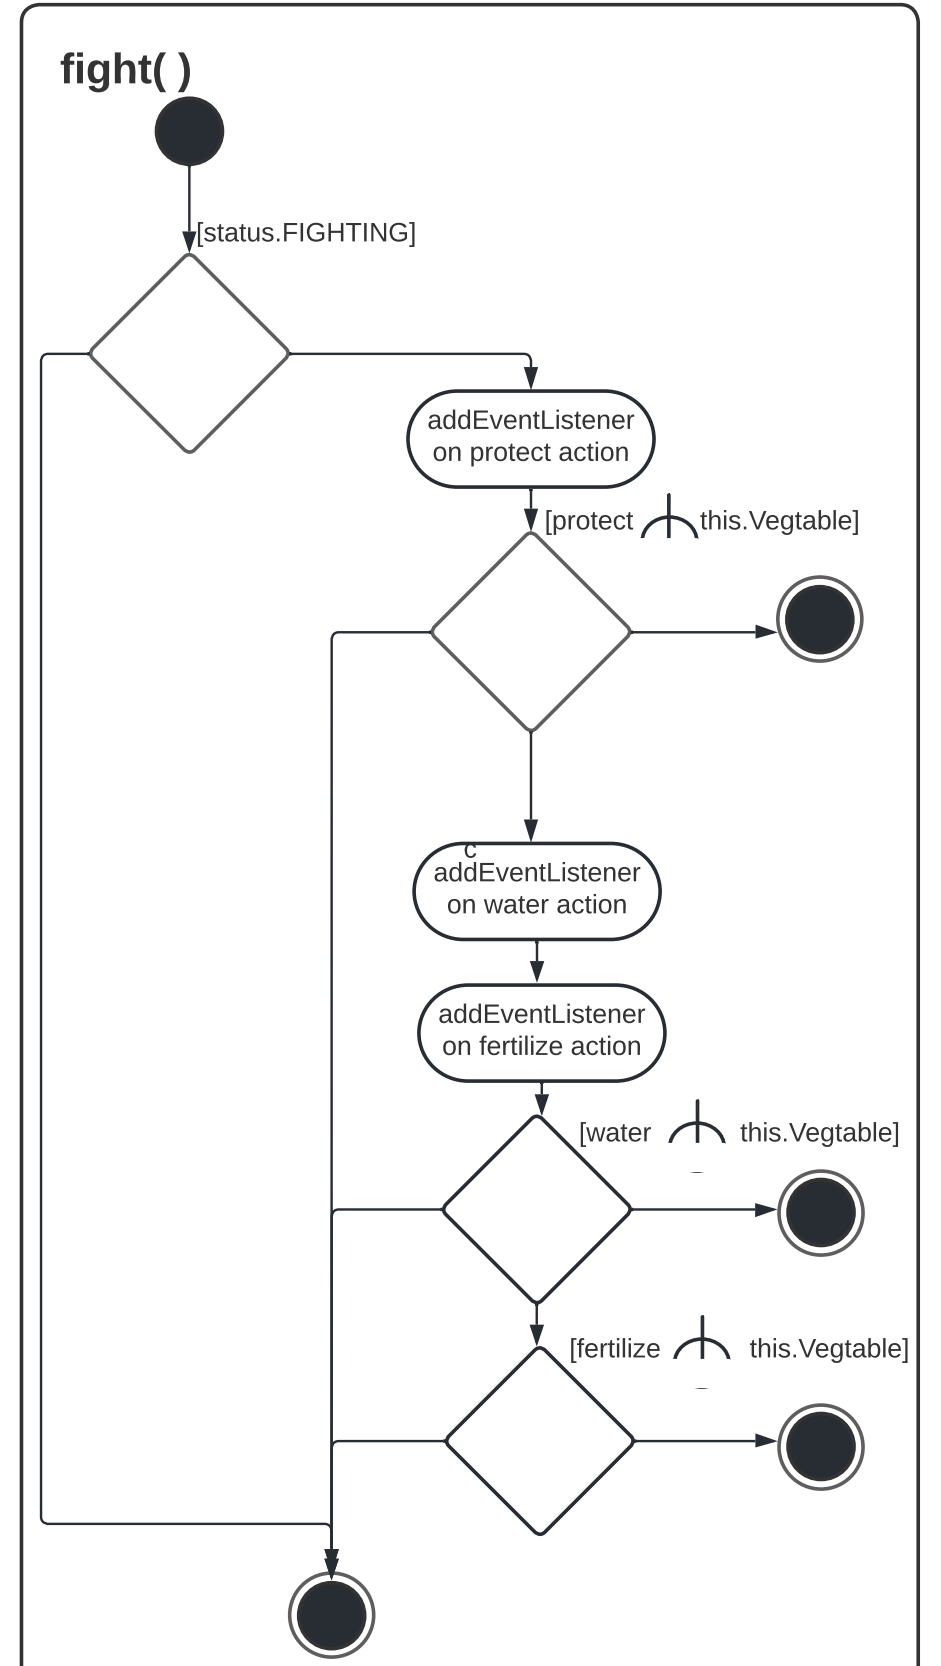 fight( )
[status.FIGHTING]
addEventListener
on protect action
[protect this.Vegtable]
c
addEventListener
on water action
addEventListener
on fertilize action
[water this.Vegtable]
[fertilize this.Vegtable]